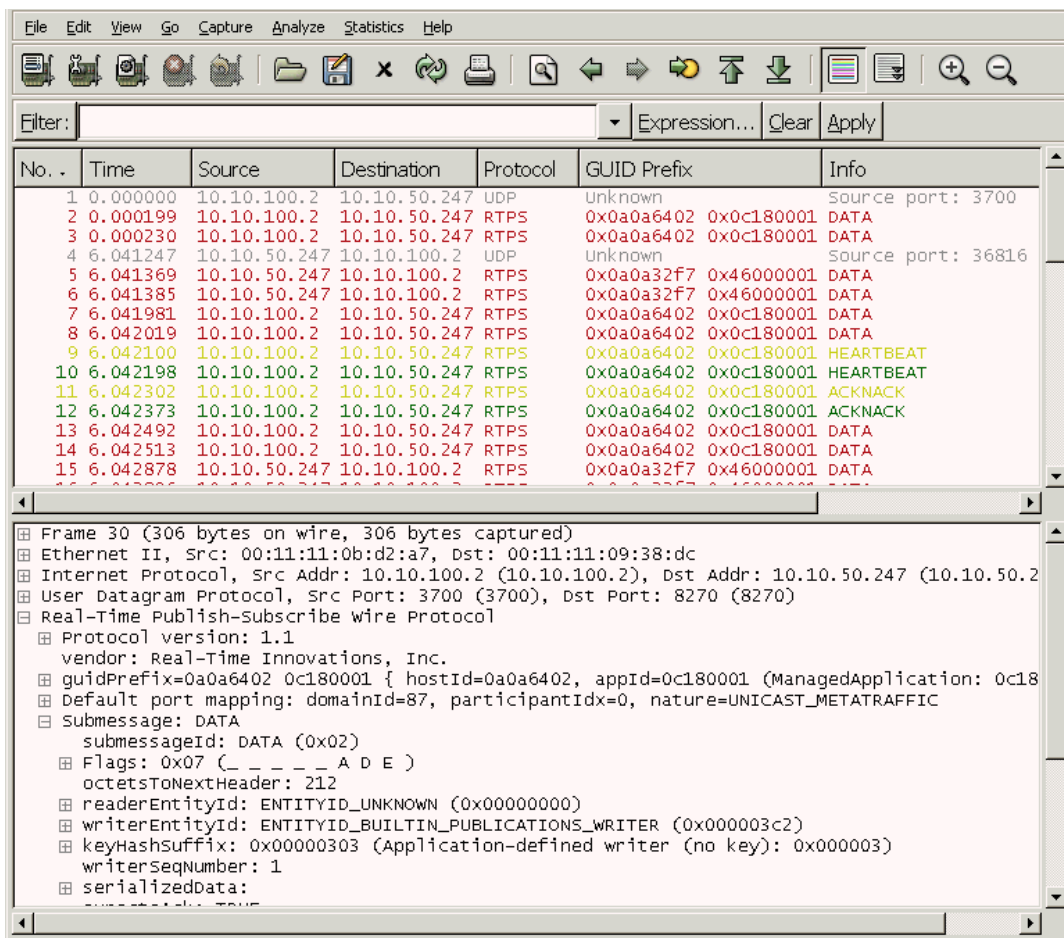 File Edit View Go Capture Analyze Statistics Help
Filter: Expression... Clear Apply
No. . Time Source Destination Protocol GUID Prefix Info
1 0.000000 10.10.100.2 10.10.50.247 UDP Unknown Source port: 3700
2 0.000199 10.10.100.2 10.10.50.247 RTPS 0x0a0a6402 0x0c180001 DATA
3 0.000230 10.10.100.2 10.10.50.247 RTPS 0x0a0a6402 0x0c180001 DATA
4 6.041247 10.10.50.247 10.10.100.2 UDP Unknown Source port: 36816
5 6.041369 10.10.50.247 10.10.100.2 RTPS 0x0a0a32f7 0x46000001 DATA
6 6.041385 10.10.50.247 10.10.100.2 RTPS 0x0a0a32f7 0x46000001 DATA
7 6.041981 10.10.100.2 10.10.50.247 RTPS 0x0a0a6402 0x0c180001 DATA
8 6.042019 10.10.100.2 10.10.50.247 RTPS 0x0a0a6402 0x0c180001 DATA
9 6.042100 10.10.100.2 10.10.50.247 RTPS 0x0a0a6402 0x0c180001 HEARTBEAT
10 6.042198 10.10.100.2 10.10.50.247 RTPS 0x0a0a6402 0x0c180001 HEARTBEAT
11 6.042302 10.10.100.2 10.10.50.247 RTPS 0x0a0a6402 0x0c180001 ACKNACK
12 6.042373 10.10.100.2 10.10.50.247 RTPS 0x0a0a6402 0x0c180001 ACKNACK
13 6.042492 10.10.100.2 10.10.50.247 RTPS 0x0a0a6402 0x0c180001 DATA
14 6.042513 10.10.100.2 10.10.50.247 RTPS 0x0a0a6402 0x0c180001 DATA
15 6.042878 10.10.50.247 10.10.100.2 RTPS 0x0a0a32f7 0x46000001 DATA
Frame 30 (306 bytes on wire, 306 bytes captured)
Ethernet II, Src: 00:11:11:0b:d2:a7, Dst: 00:11:11:09:38:dc
Internet Protocol, Src Addr: 10.10.100.2 (10.10.100.2), Dst Addr: 10.10.50.247 (10.10.50.2
User Datagram Protocol, Src Port: 3700 (3700), Dst Port: 8270 (8270)
Real-Time Publish-Subscribe Wire Protocol
Protocol version: 1.1
vendor: Real-Time Innovations, Inc.
guidPrefix=0a0a6402 0c180001 { hostId=0a0a6402, appId=0c180001 (ManagedApplication: 0c18
Default port mapping: domainId=87, participantIdx=0, nature=UNICAST_METATRAFFIC
Submessage: DATA
submessageId: DATA (0x02)
Flags: 0x07 (_ _ _ _ _ A D E )
octetsToNextHeader: 212
readerEntityId: ENTITYID_UNKNOWN (0x00000000)
writerEntityId: ENTITYID_BUILTIN_PUBLICATIONS_WRITER (0x000003c2)
keyHashSuffix: 0x00000303 (Application-defined writer (no key): 0x000003)
writerSeqNumber: 1
serializedData: